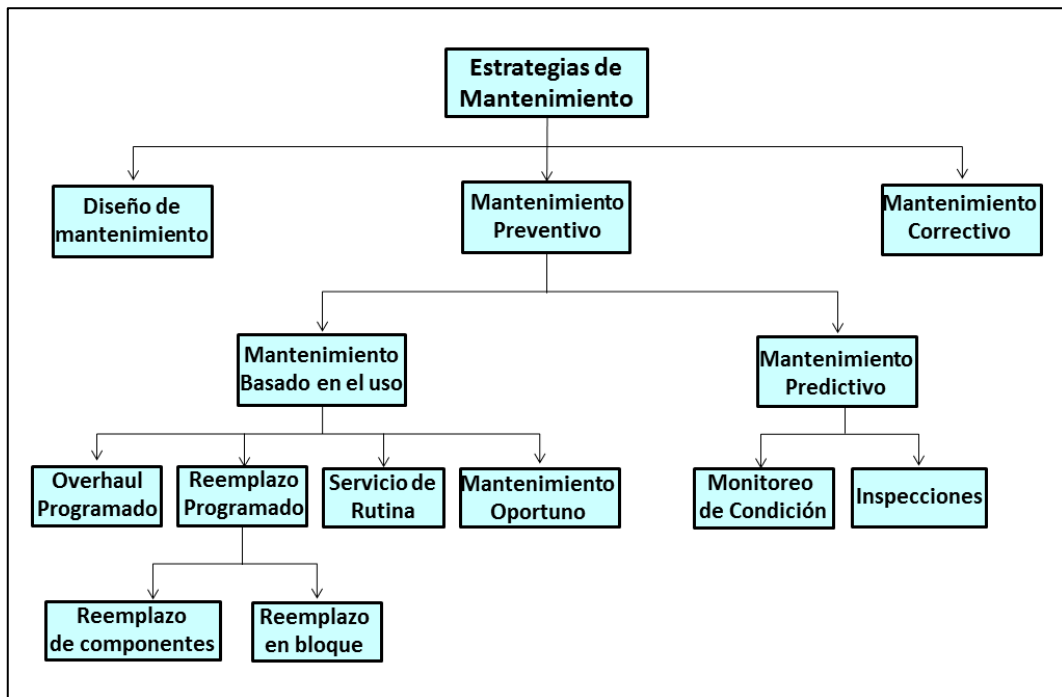 Estrategias de
Mantenimiento
Diseño de
mantenimiento
Mantenimiento
Preventivo
Mantenimiento
Correctivo
Mantenimiento
Basado en el uso
Mantenimiento
Predictivo
Overhaul
Programado
Reemplazo
Programado
Servicio de
Rutina
Mantenimiento
Oportuno
Monitoreo
de Condición
Inspecciones
Reemplazo
de componentes
Reemplazo
en bloque